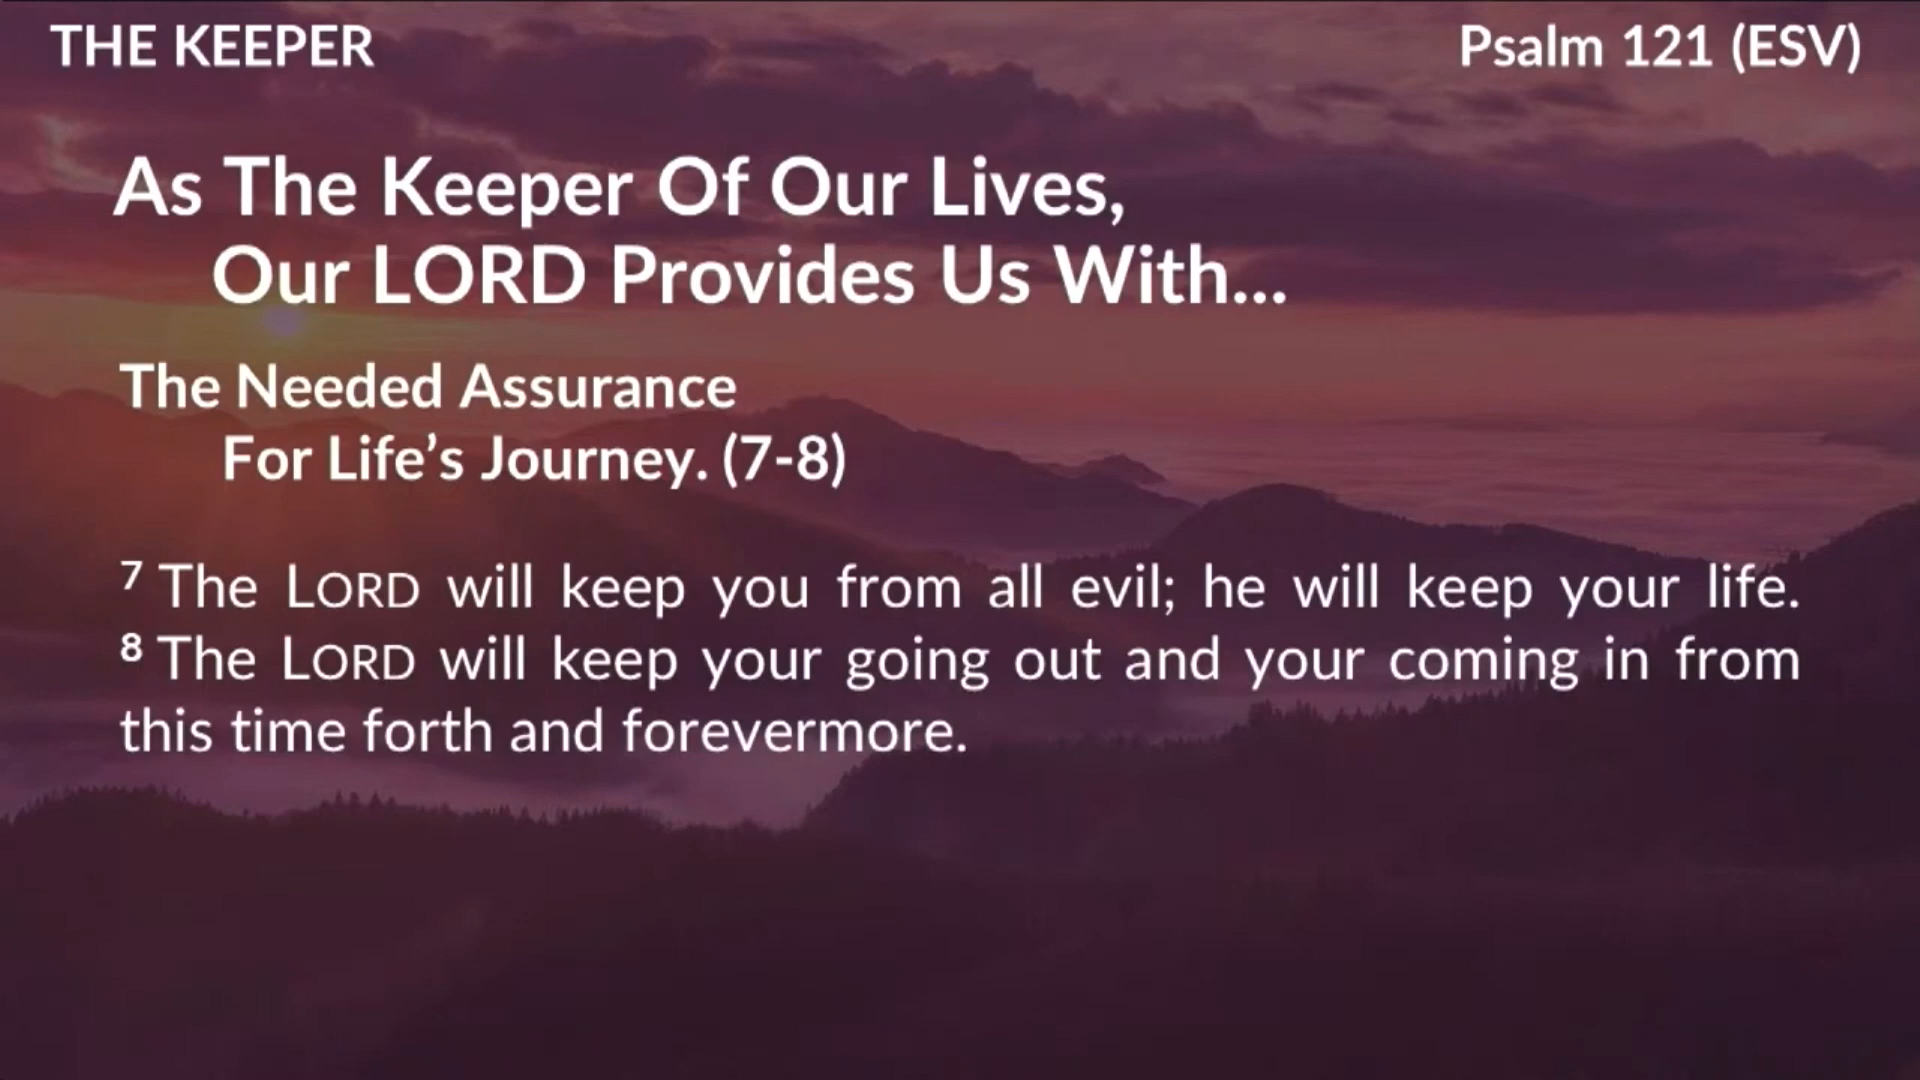 THE KEEPER
Psalm 121 (ESV)
As The Keeper Of Our Lives,
Our LORD Provides Us With...
The Needed Assurance
For Life’s Journey. (7-8)
7 The LORD will keep you from all evil; he will keep your life.
8 The LORD will keep your going out and your coming in from
this time forth and forevermore.